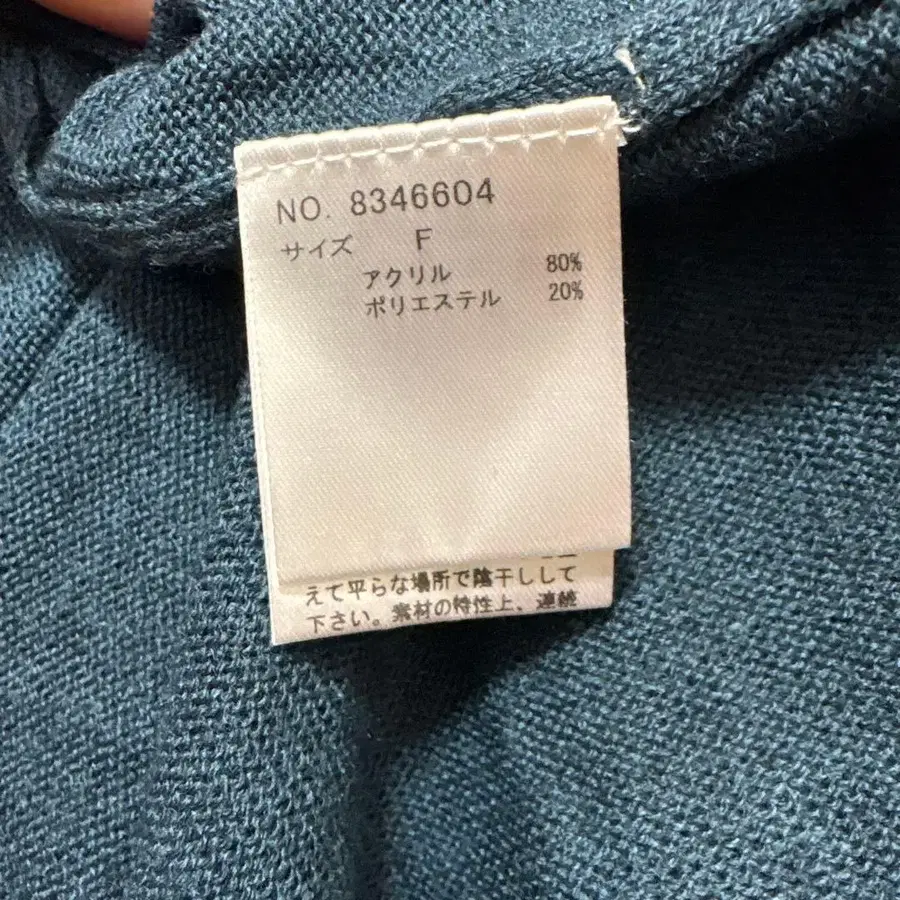 NO. 8346604
サイズ F
アクリル 80%
ポリエステル 20%
えて平らな場所で陰干しして
下さい。素材の特性上、連続